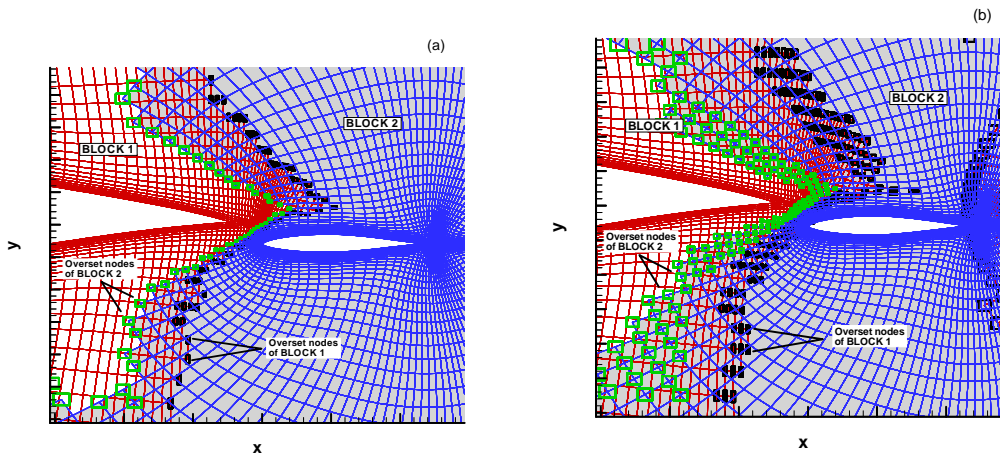 (a)
BLOCK 1
BLOCK 2
Overset nodes
of BLOCK 2
Overset nodes
of BLOCK 1
y
x
(b)
BLOCK 1
BLOCK 2
Overset nodes
of BLOCK 2
Overset nodes
of BLOCK 1
y
x